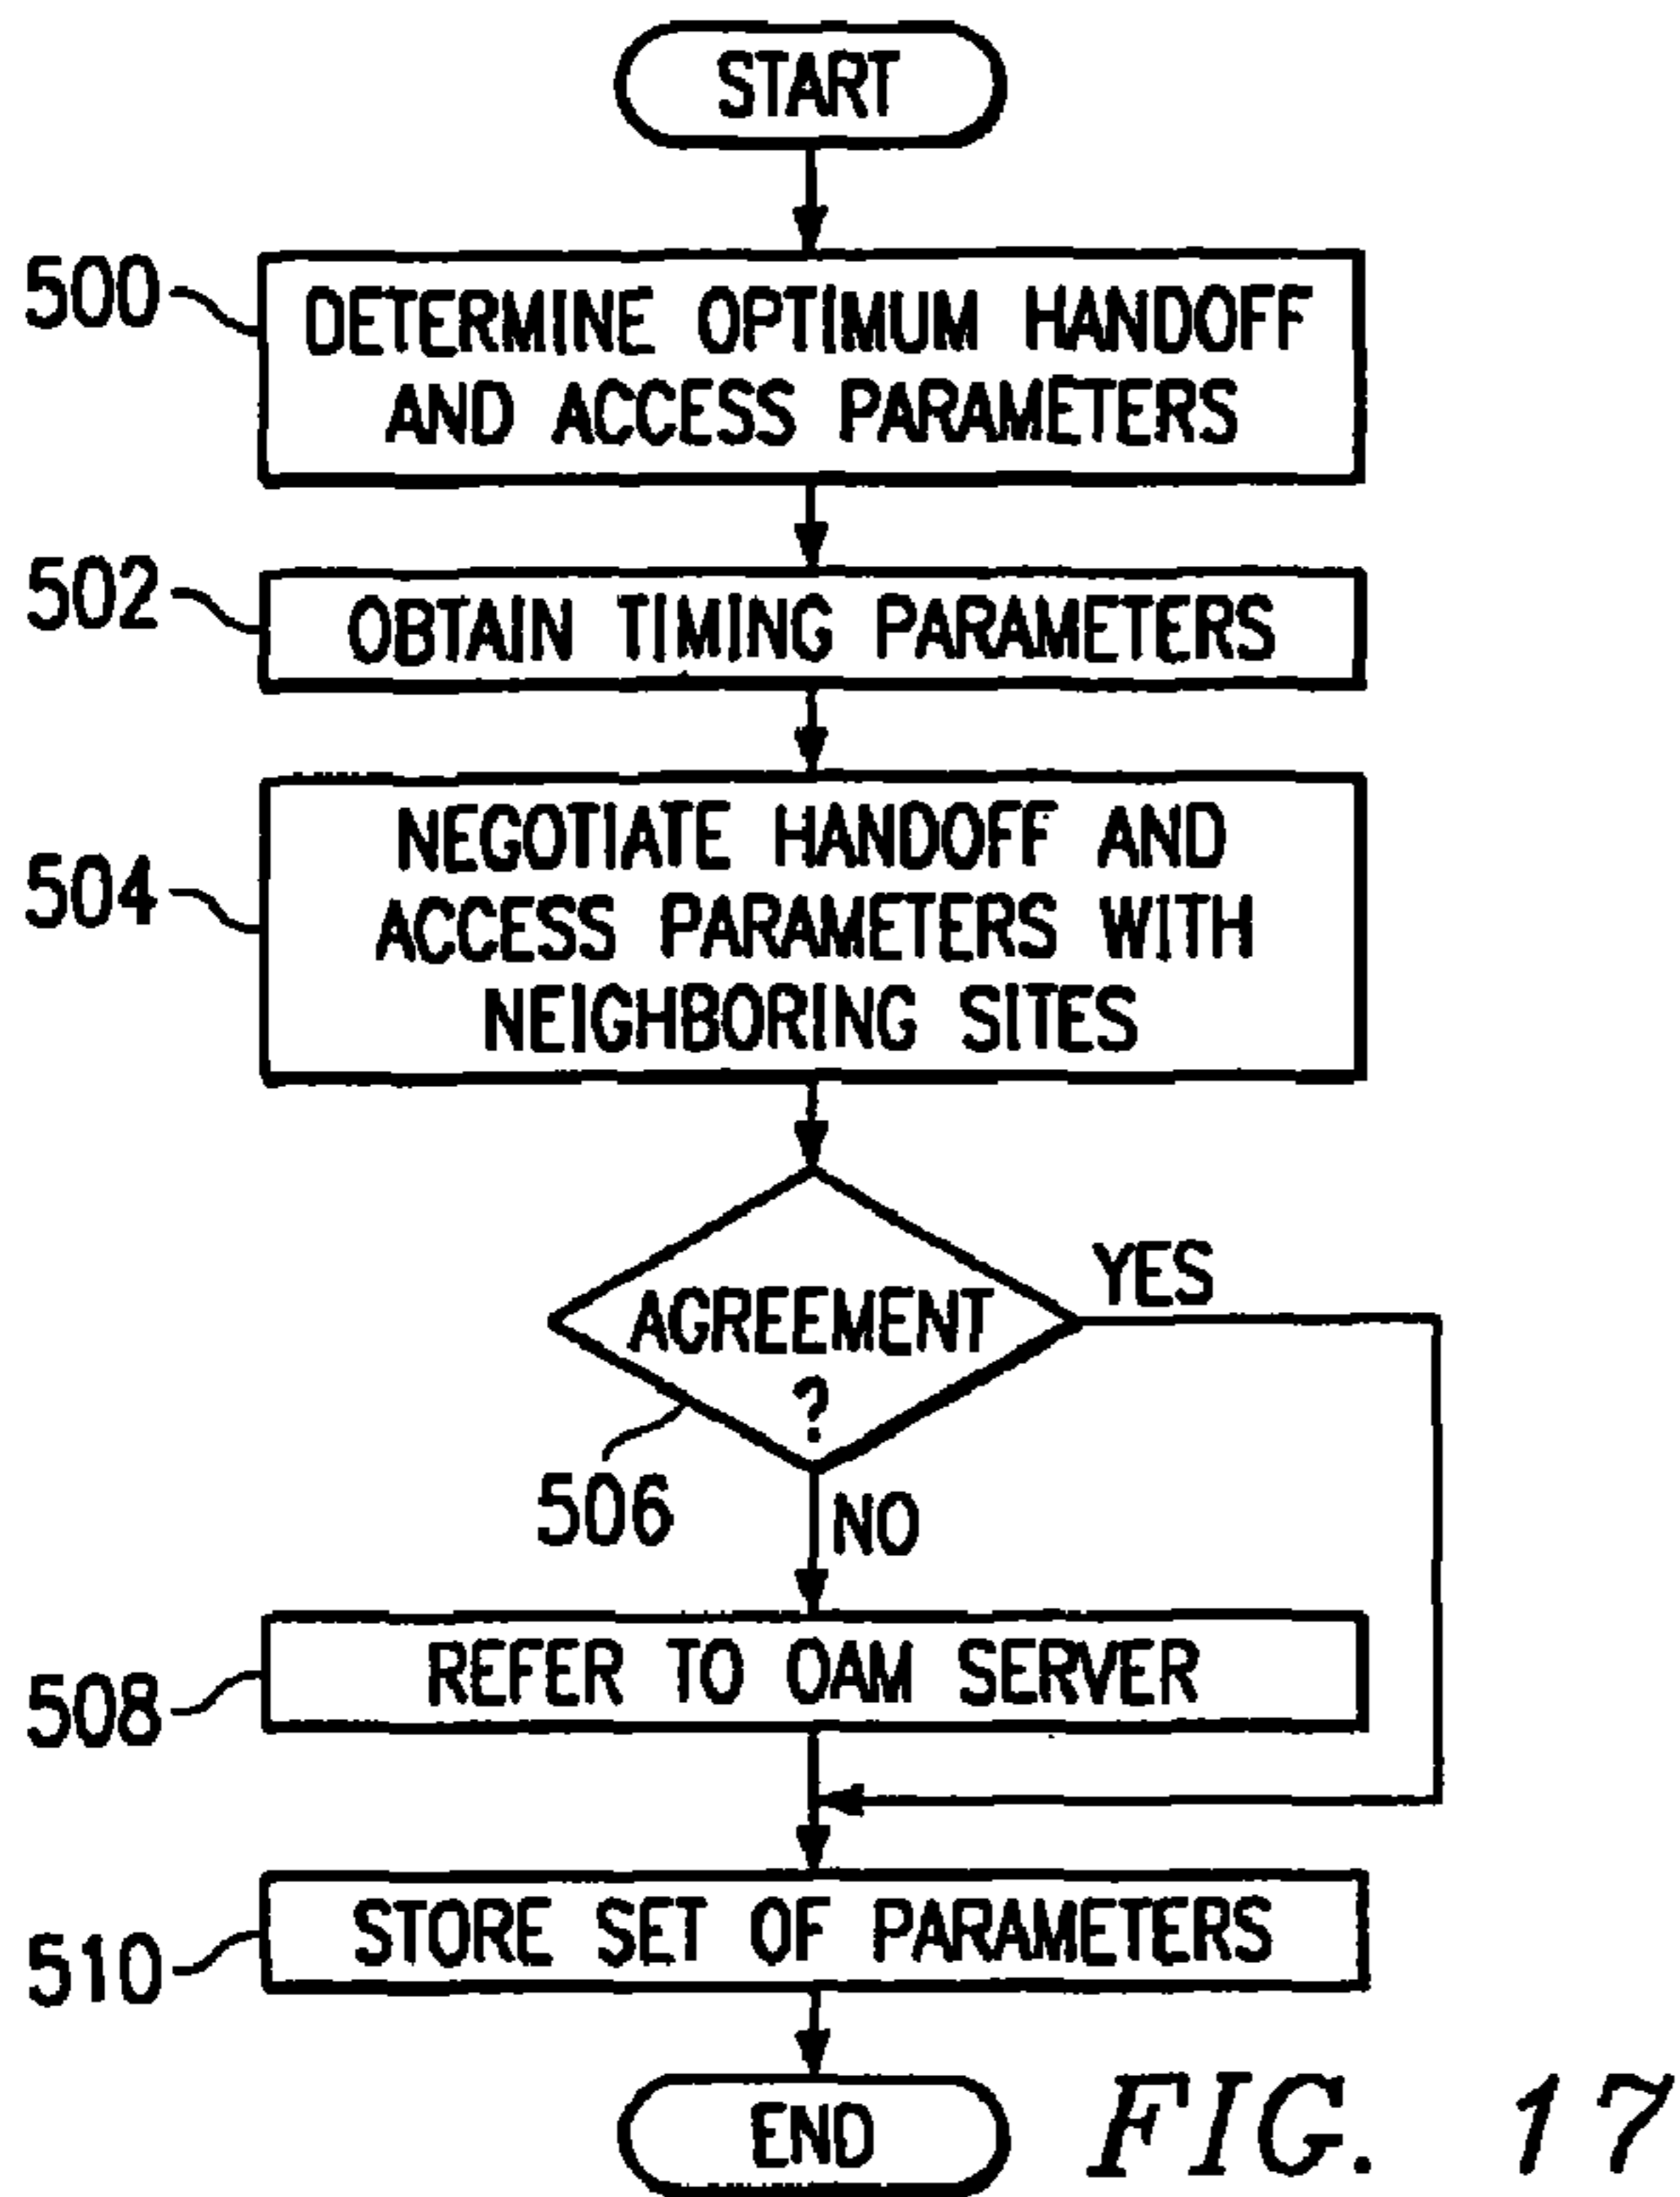 START
500
DETERMINE OPTIMUM HANDOFF
AND ACCESS PARAMETERS
502
OBTAIN TIMING PARAMETERS
504
NEGOTIATE HANDOFF AND
ACCESS PARAMETERS WITH
NEIGHBORING SITES
AGREEMENT
?
YES
506
NO
508
REFER TO OAM SERVER
510
STORE SET OF PARAMETERS
END
FIG. 17